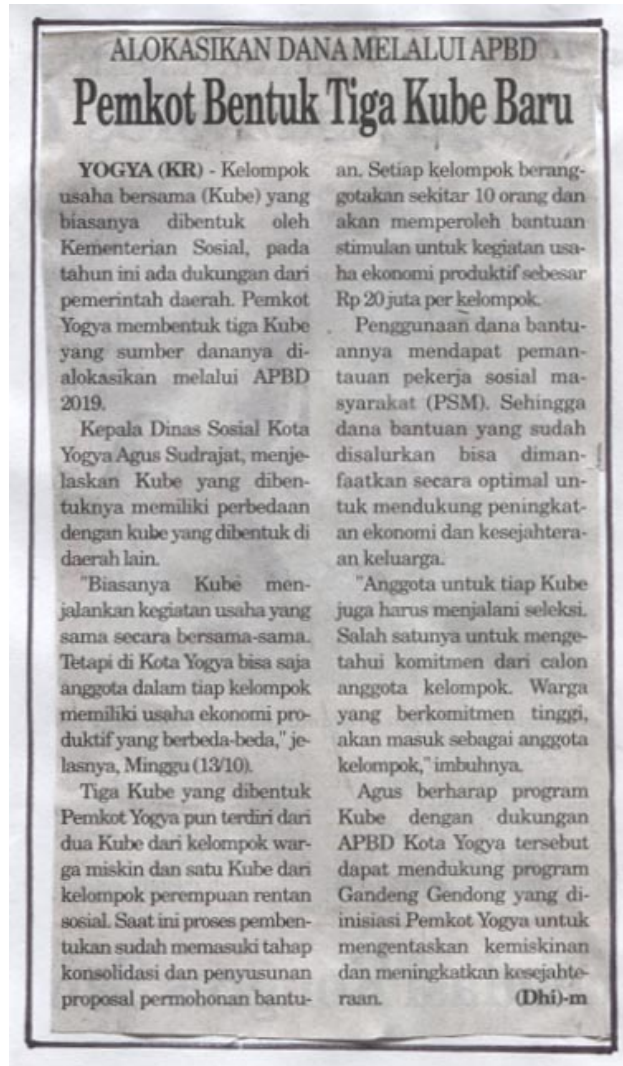 ALOKASIKAN DANA MELALUI APBD
Pemkot Bentuk Tiga Kube Baru
YOGYA (KR) - Kelompok
usaha bersama (Kube) yang
biasanya dibentuk oleh
Kementerian Sosial, pada
tahun ini ada dukungan dari
pemerintah daerah. Pemkot
Yogya membentuk tiga Kube
yang sumber dananya di-
alokasikan melalui APBD
2019.
Kepala Dinas Sosial Kota
Yogya Agus Sudrajat, menje-
laskan Kube yang diben-
tuknya memiliki perbedaan
dengan kube yang dibentuk di
daerah lain.
"Biasanya Kube men-
jalankan kegiatan usaha yang
sama secara bersama-sama.
Tetapi di Kota Yogya bisa saja
anggota dalam tiap kelompok
memiliki usaha ekonomi pro-
duktif yang berbeda-beda," je-
lasnya, Minggu (13/10).
Tiga Kube yang dibentuk
Pemkot Yogya pun terdiri dari
dua Kube dari kelompok war-
ga miskin dan satu Kube dari
kelompok perempuan rentan
sosial. Saat ini proses pemben-
tukan sudah memasuki tahap
konsolidasi dan penyusunan
proposal permohonan bantu-
an. Setiap kelompok berang-
gotakan sekitar 10 orang dan
akan memperoleh bantuan
stimulan untuk kegiatan usa-
ha ekonomi produktif sebesar
Rp 20 juta per kelompok.
Penggunaan dana bantu-
annya mendapat peman-
tauan pekerja sosial ma-
syarakat (PSM). Sehingga
dana bantuan yang sudah
disalurkan bisa diman-
faatkan secara optimal un-
tuk mendukung peningkat-
an ekonomi dan kesejahtera-
an keluarga.
"Anggota untuk tiap Kube
juga harus menjalani seleksi.
Salah satunya untuk menge-
tahui komitmen dari calon
anggota kelompok. Warga
yang berkomitmen tinggi,
akan masuk sebagai anggota
kelompok," imbuhnya.
Agus berharap program
Kube dengan dukungan
APBD Kota Yogya tersebut
dapat mendukung program
Gandeng Gendong yang di-
inisiasi Pemkot Yogya untuk
mengentaskan kemiskinan
dan meningkatkan kesejahte-
raan. (Dhi)-m